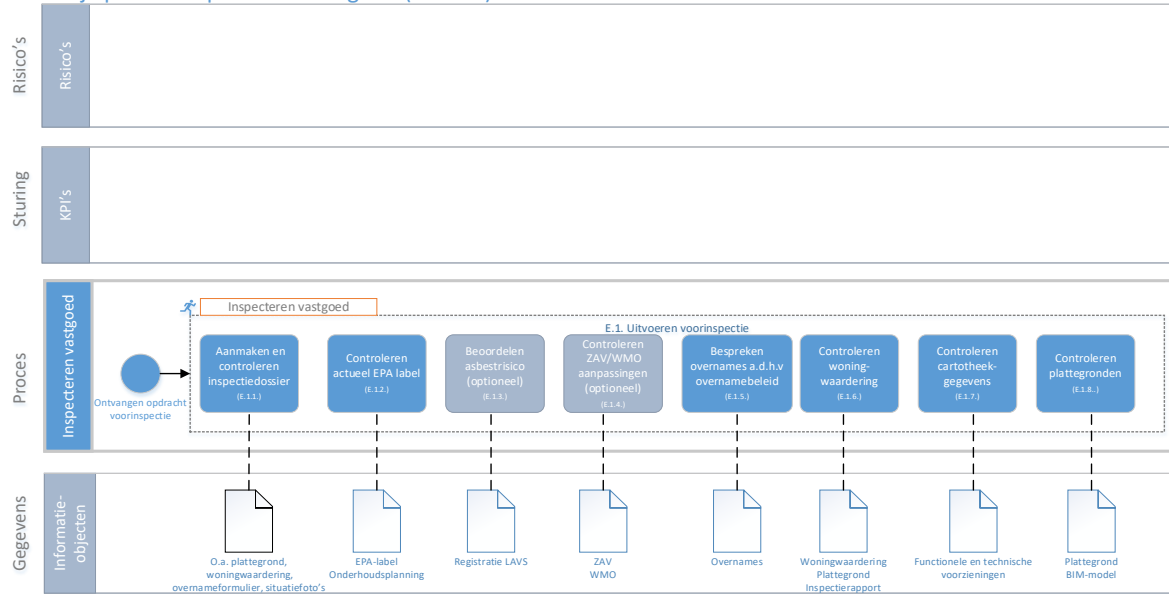 Risico's
Risico's
Sturing
KPI's
Proces
Inspecteren vastgoed
Inspecteren vastgoed
E.1. Uitvoeren voorinspectie
Ontvangen opdracht
voorinspectie
Aanmaken en
controleren
inspectiedossier
(E.1.1.)
Controleren
actueel EPA label
(E.1.2.)
Beoordelen
asbestrisico
(optioneel)
(E.1.3.)
Controleren
ZAV/WMO
aanpassingen
(optioneel)
(E.1.4.)
Bespreken
overnames a.d.h.v
overnamebeleid
(E.1.5.)
Controleren
woning-
waardering
(E.1.6.)
Controleren
cartotheek-
gegevens
(E.1.7.)
Controleren
plattegronden
(E.1.8..)
Gegevens
Informatie-
objecten
O.a. plattegrond,
woningwaardering,
overnameformulier, situatiefoto's
EPA-label
Onderhoudsplanning
Registratie LAVS
ZAV
WMO
Overnames
Woningwaardering
Plattegrond
Inspectierapport
Functionele en technische
voorzieningen
Plattegrond
BIM-model